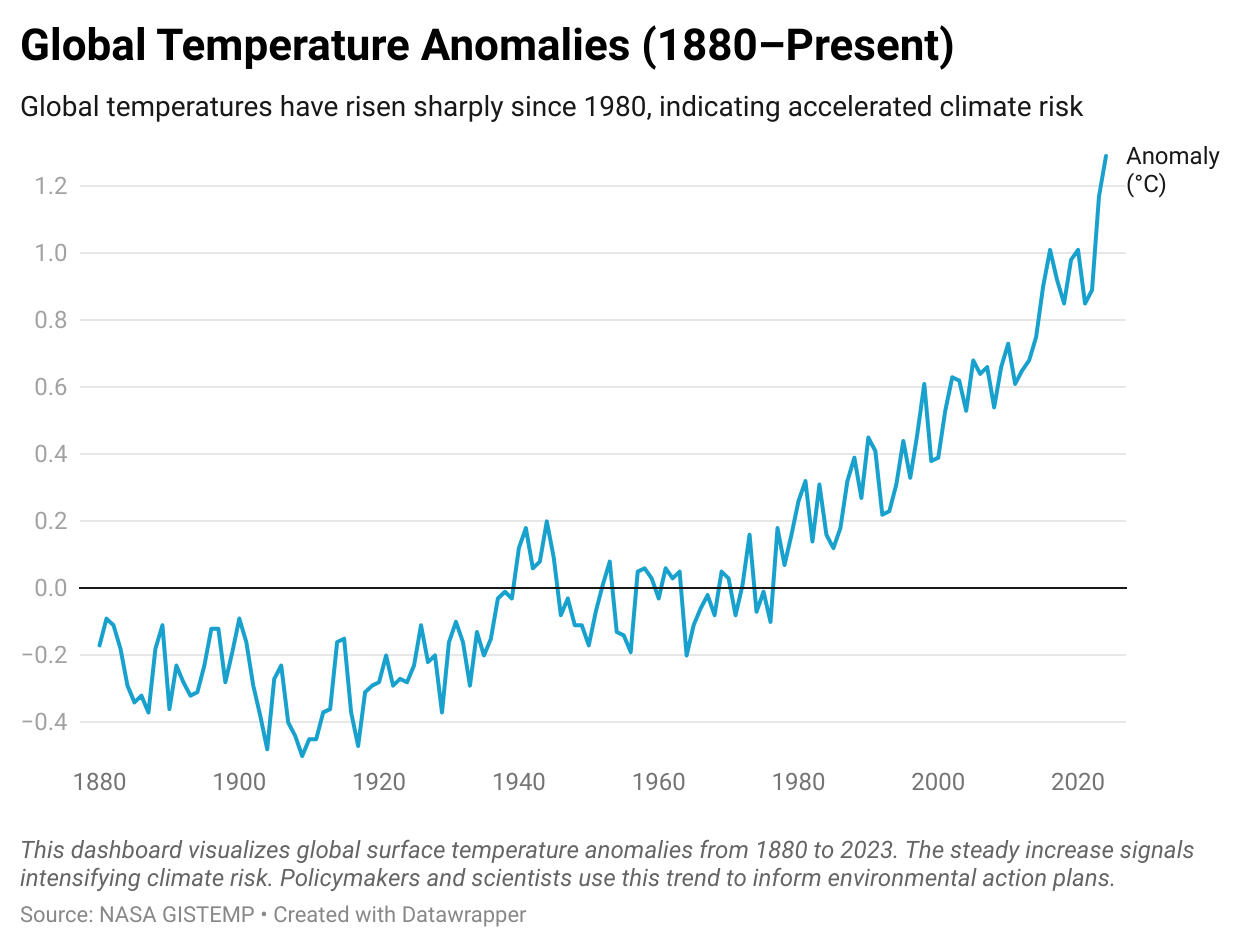 Global Temperature Anomalies (1880–Present)
Global temperatures have risen sharply since 1980, indicating accelerated climate risk
Anomaly
(°C)
1.2
1.0
0.8
0.6
0.4
0.2
0.0
−0.2
−0.4
1880 1900 1920 1940 1960 1980 2000 2020
This dashboard visualizes global surface temperature anomalies from 1880 to 2023. The steady increase signals
intensifying climate risk. Policymakers and scientists use this trend to inform environmental action plans.
Source: NASA GISTEMP • Created with Datawrapper